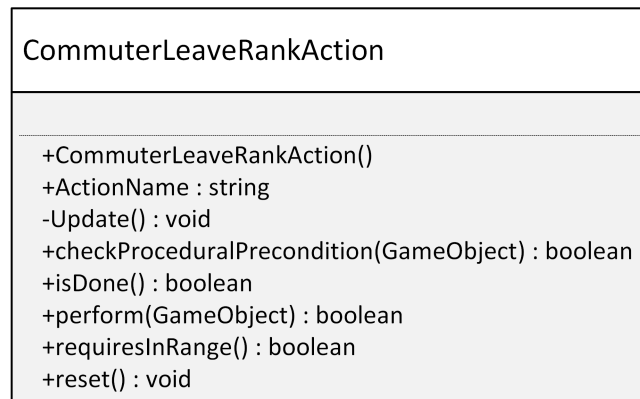 CommuterLeaveRankAction
+CommuterLeaveRankAction()
+ActionName : string
-Update() : void
+checkProceduralPrecondition(GameObject) : boolean
+isDone() : boolean
+perform(GameObject) : boolean
+requiresInRange() : boolean
+reset() : void